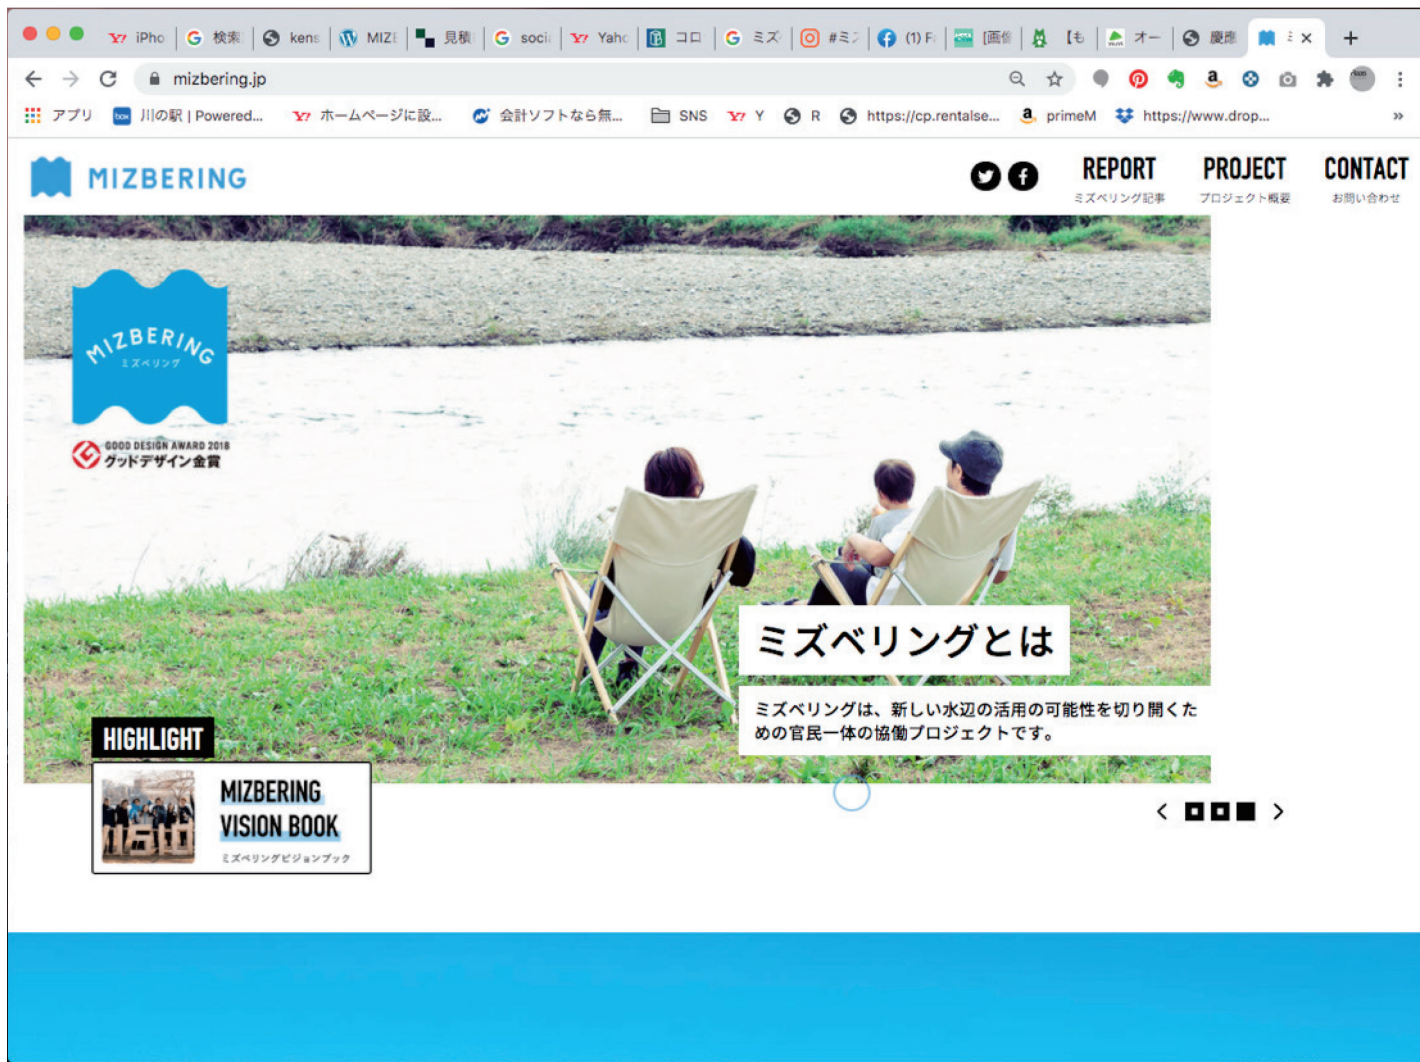 iPho
検索
kens
MIZE
見積
soci
Yaho
コロ
ミズ
#ミズ
(1) F
[画像
【も
オー
慶應
ミ
mizbering.jp
アプリ
川の駅 | Powered...
ホームページに設...
会計ソフトなら無...
SNS
Y
R
https://cp.rentalse...
primeM
https://www.drop...
MIZBERING
REPORT
ミズベリング記事
PROJECT
プロジェクト概要
CONTACT
お問い合わせ
MIZBERING
ミズベリング
GOOD DESIGN AWARD 2018
グッドデザイン金賞
ミズベリングとは
ミズベリングは、新しい水辺の活用の可能性を切り開くた
めの官民一体の協働プロジェクトです。
HIGHLIGHT
MIZBERING
VISION BOOK
ミズベリングビジョンブック